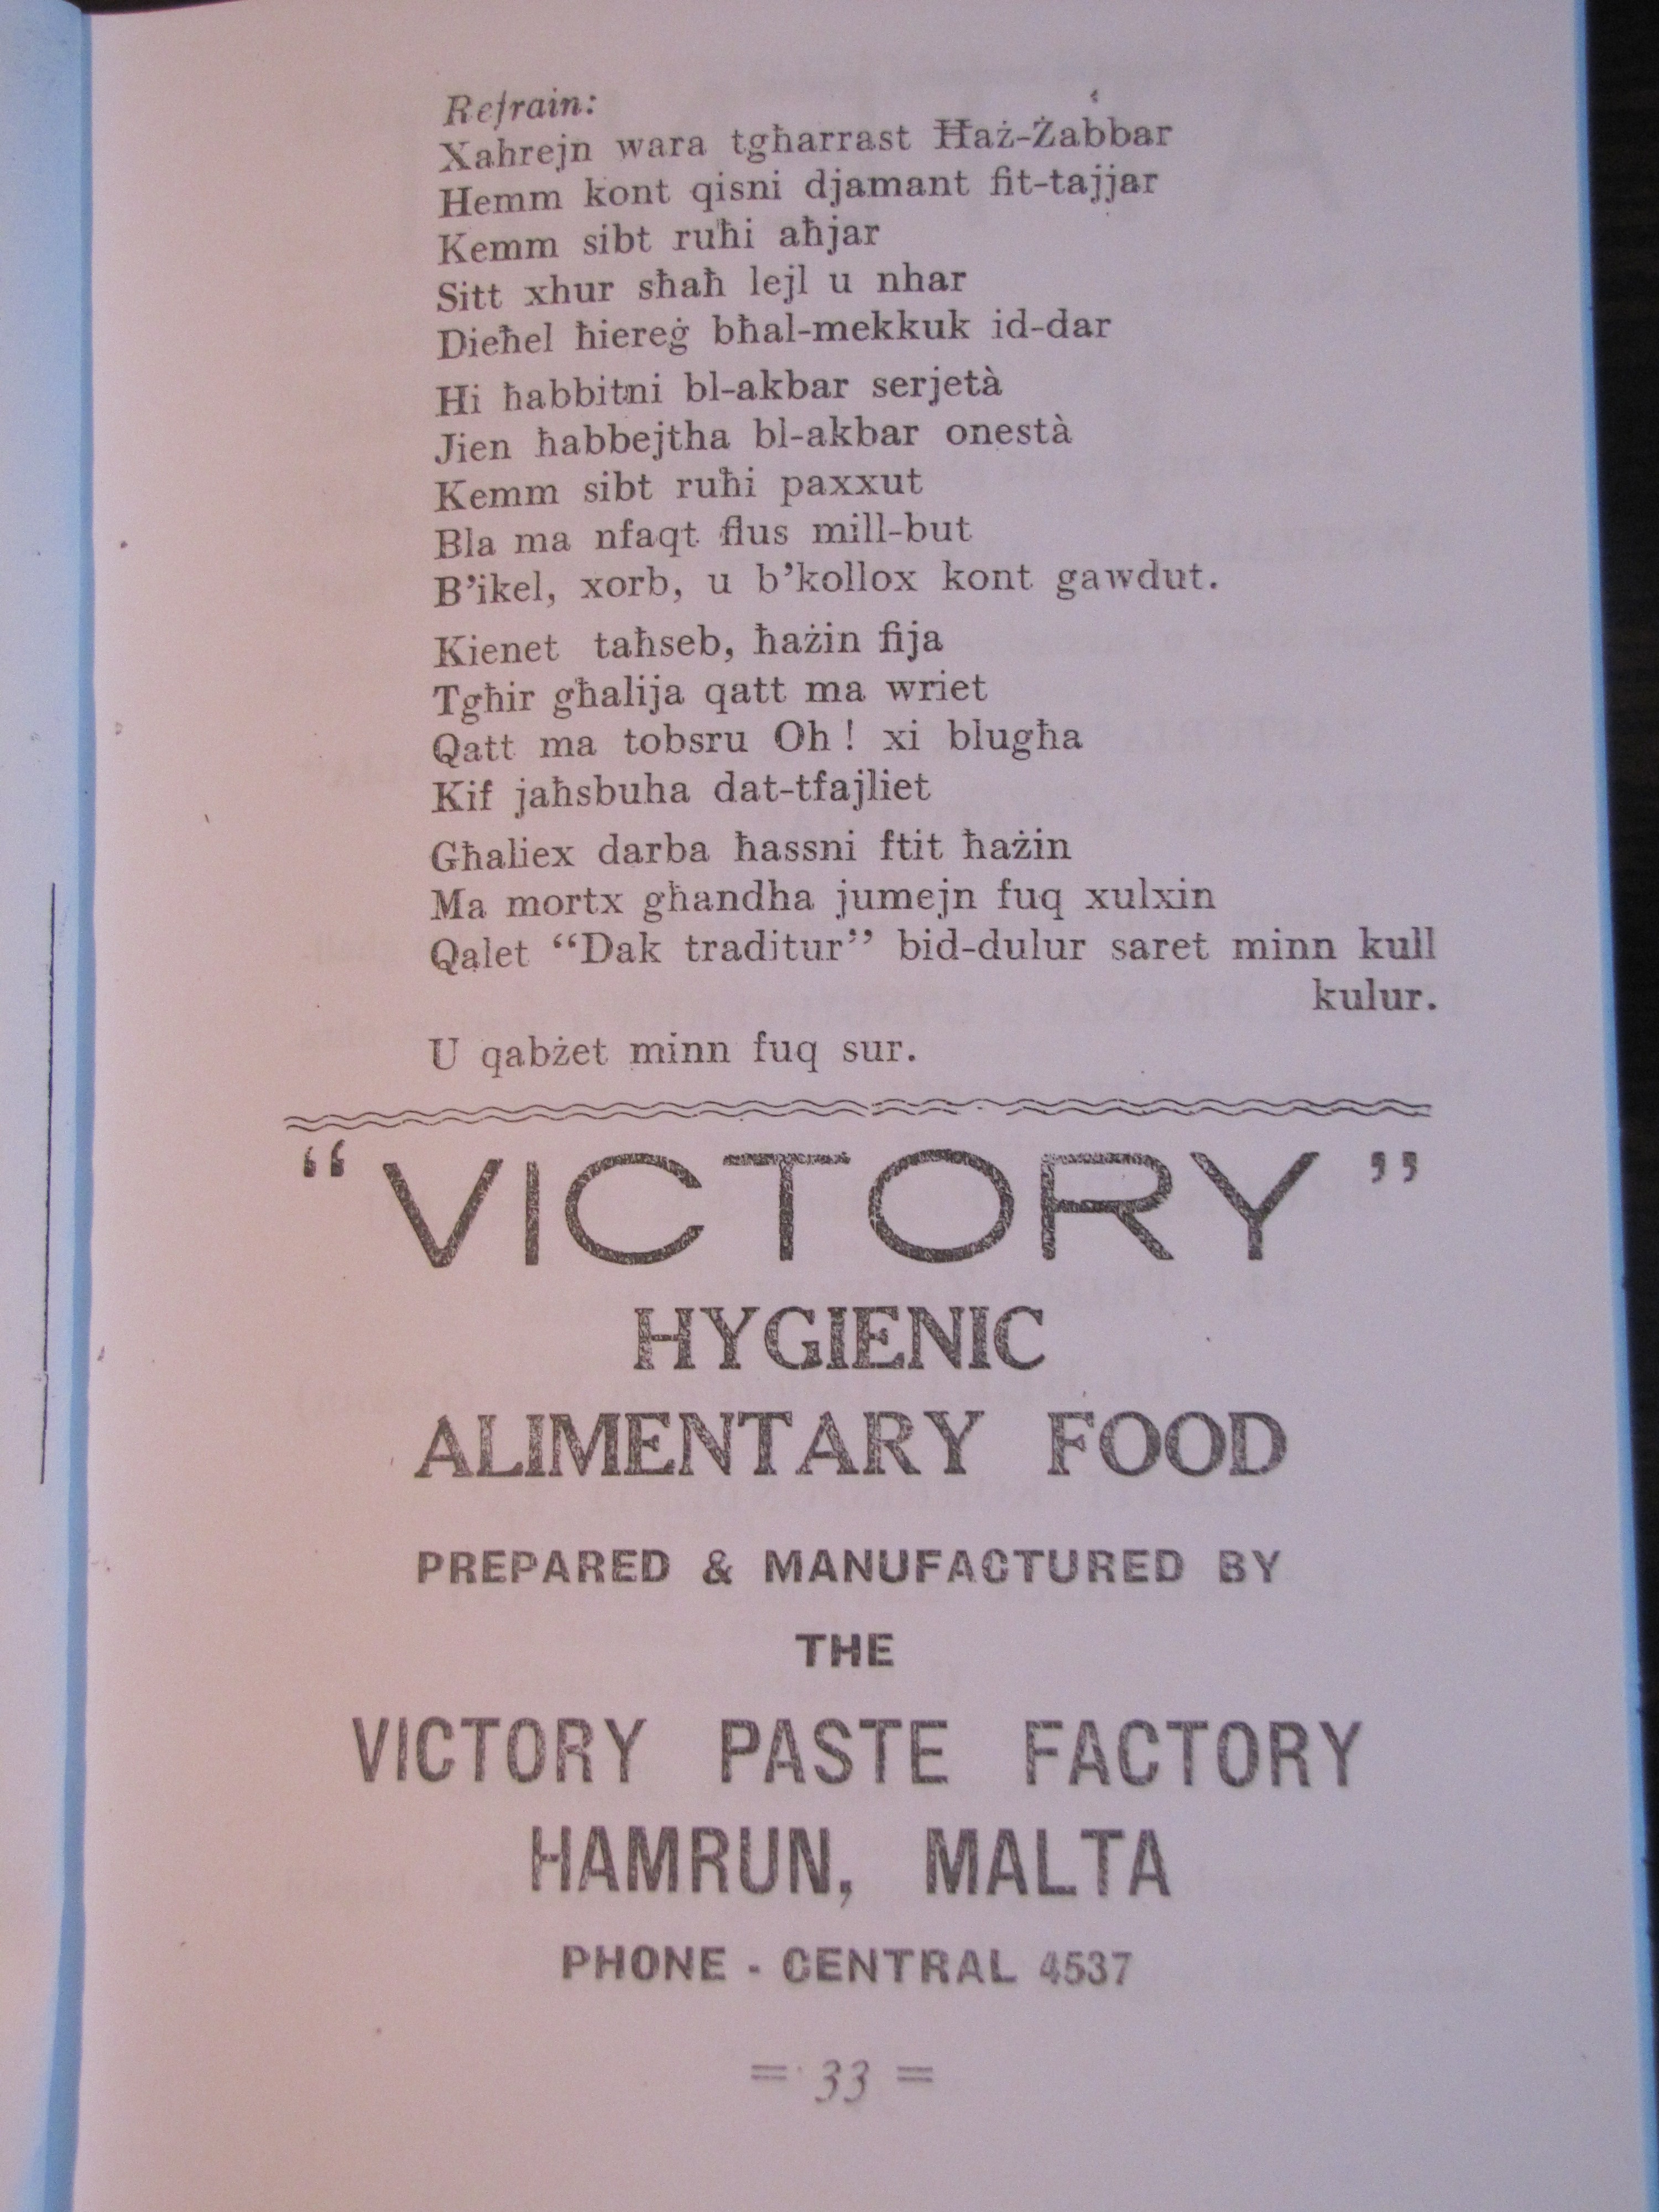 Refrain:
Xahrejn wara tgħarrast Ħaż-Żabbar
Hemm kont qisni djamant fit-tajjar
Kemm sibt ruħi aħjar
Sitt xhur sħaħ lejl u nhar
Dieħel ħiereġ bħal-mekkuk id-dar
Hi ħabbitni bl-akbar serjetà
Jien ħabbejtha bl-akbar onestà
Kemm sibt ruħi paxxut
Bla ma nfaqt flus mill-but
B'ikel, xorb, u b'kollox kont gawdut.
Kienet taħseb, ħażin fija
Tgħir għalija qatt ma wriet
Qatt ma tobsru Oh! xi blugħa
Kif jaħsbuha dat-tfajliet
Għaliex darba ħassni ftit ħażin
Ma mortx għandha jumejn fuq xulxin
Qalet “Dak traditur” bid-dulur saret minn kull
kulur.
U qabżet minn fuq sur.
“VICTORY”
HYGIENIC
ALIMENTARY FOOD
PREPARED & MANUFACTURED BY
THE
VICTORY PASTE FACTORY
HAMRUN, MALTA
PHONE - CENTRAL 4537
= 33 =